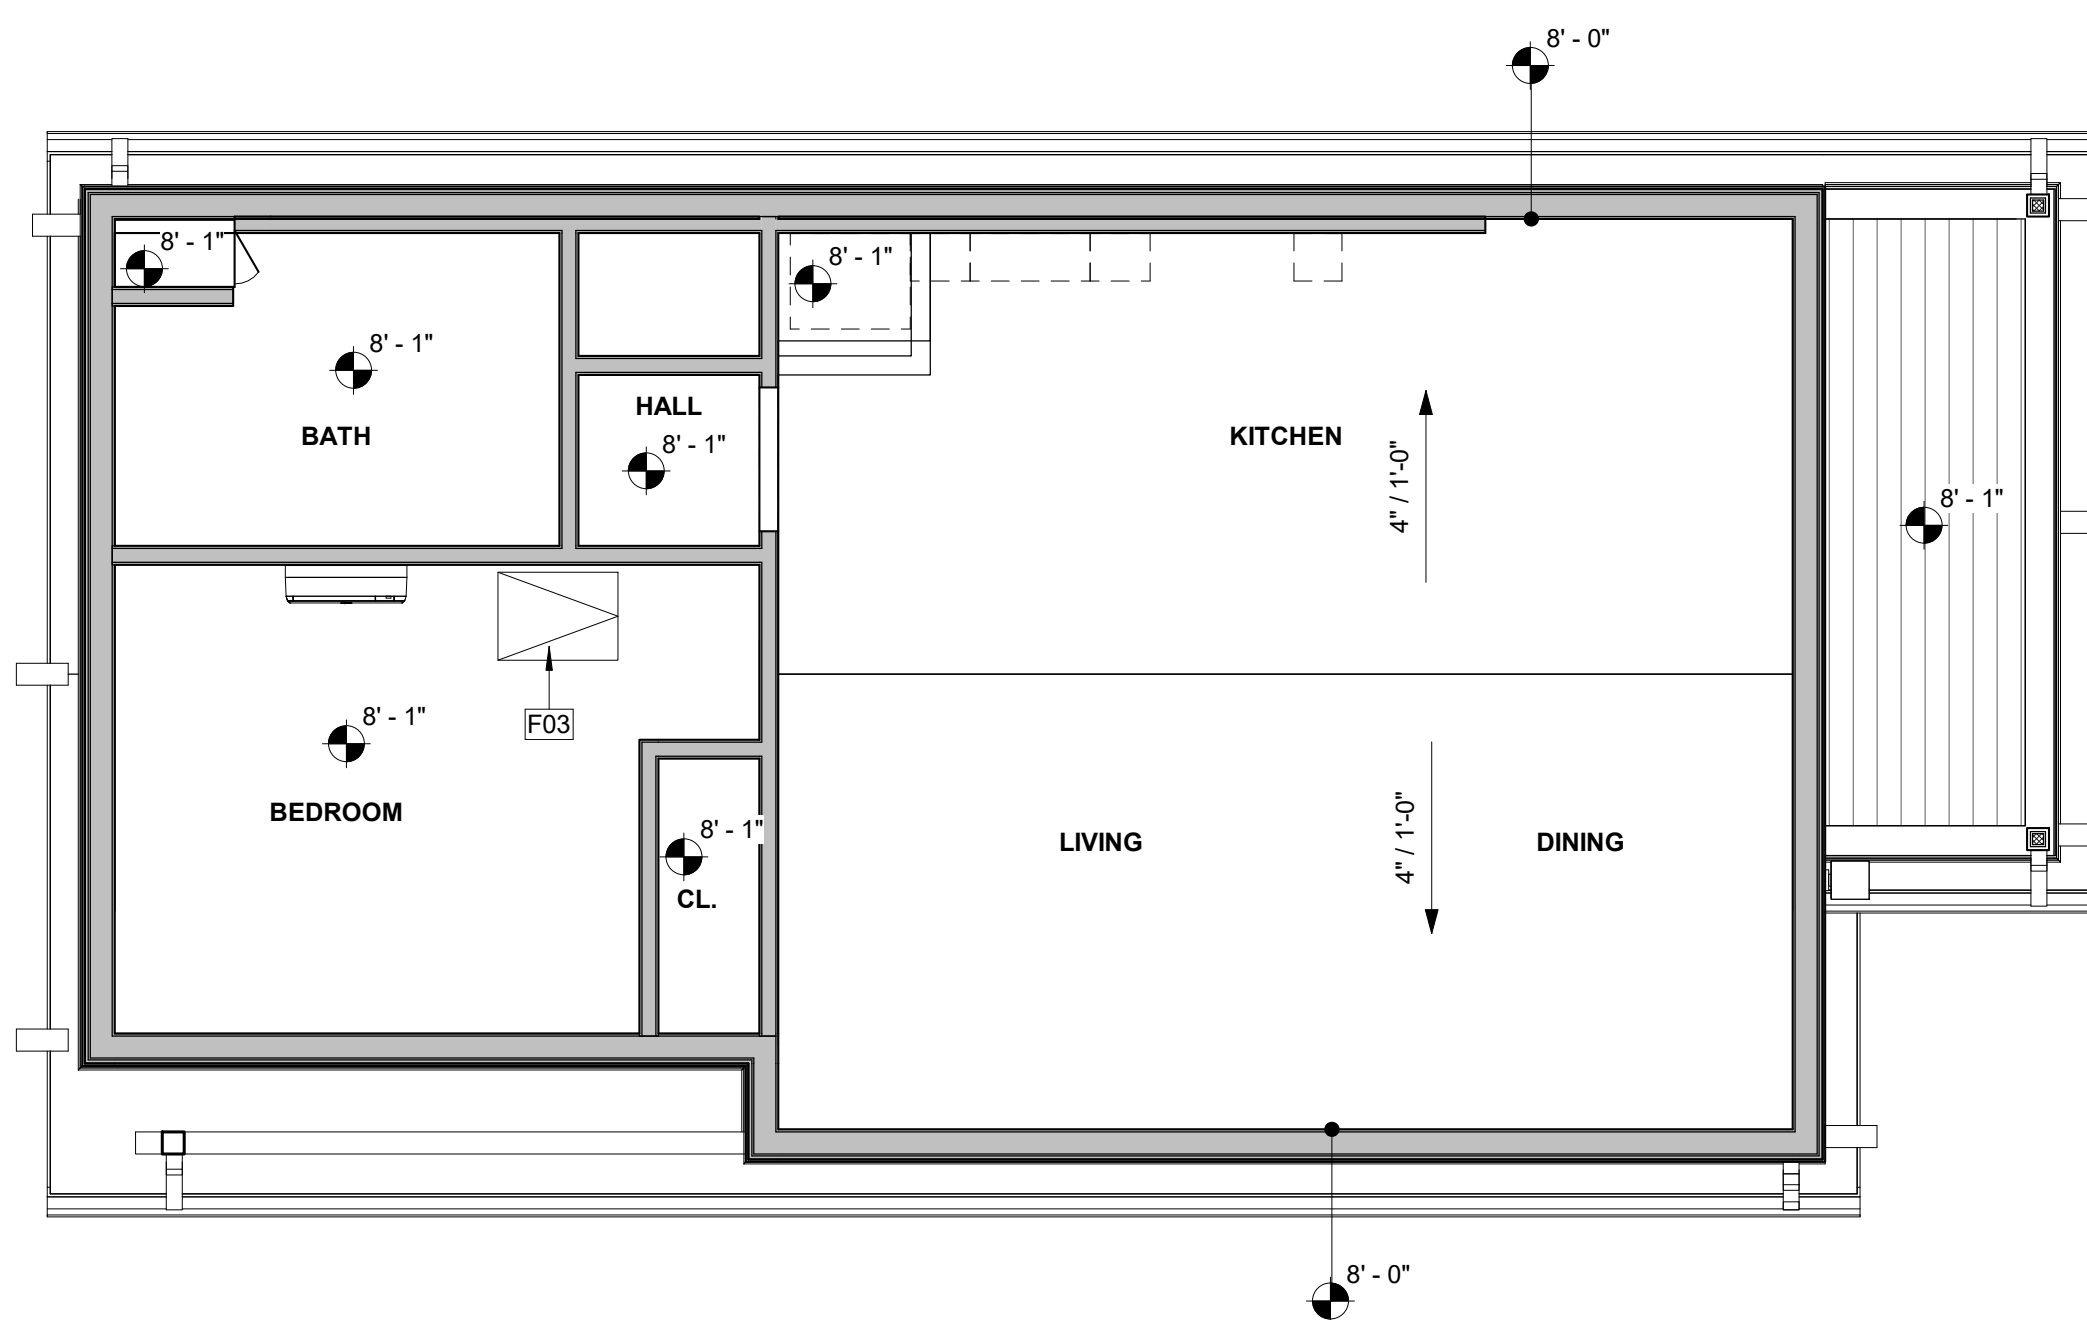 8' - 0"
8' - 1"
8' - 1"
8' - 1"
BATH
HALL
8' - 1"
KITCHEN
4" / 1'-0"
8' - 1"
F03
8' - 1"
BEDROOM
8' - 1"
CL.
LIVING
4" / 1'-0"
DINING
8' - 0"